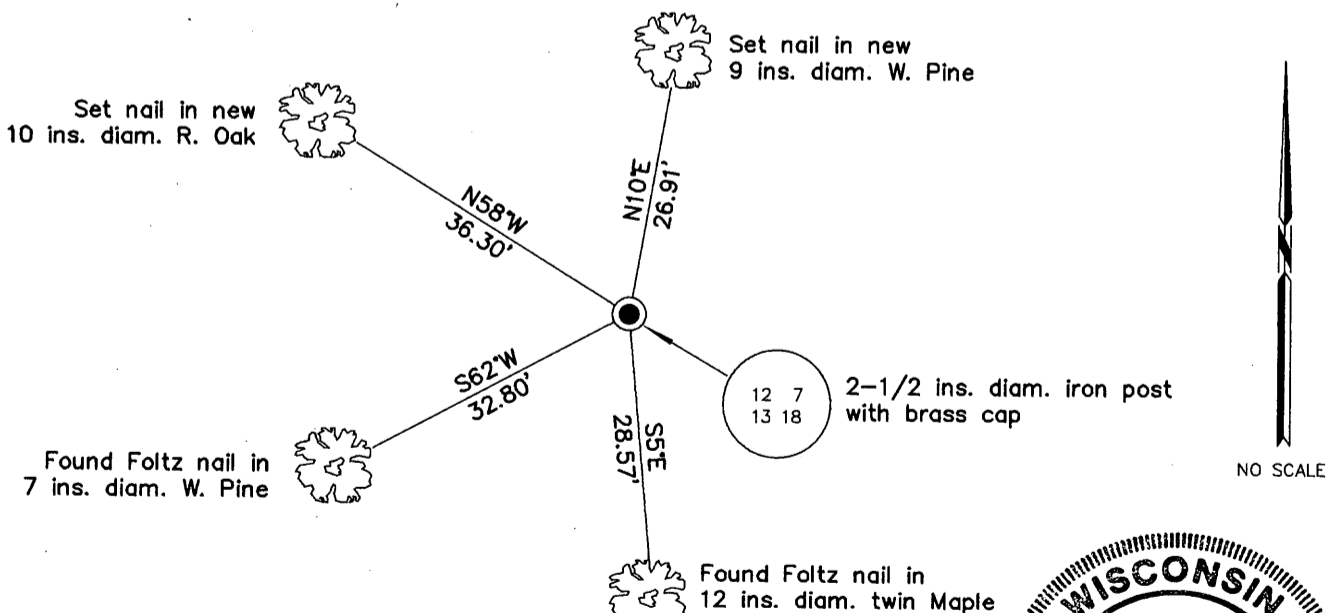 Set nail in new
9 ins. diam. W. Pine
Set nail in new
10 ins. diam. R. Oak
N58°W
36.30'
N10°E
26.91'
S62°W
32.80'
S5°E
28.57'
12 7
13 18
2-1/2 ins. diam. iron post
with brass cap
N
NO SCALE
Found Foltz nail in
7 ins. diam. W. Pine
Found Foltz nail in
12 ins. diam. twin Maple
WISCONSIN